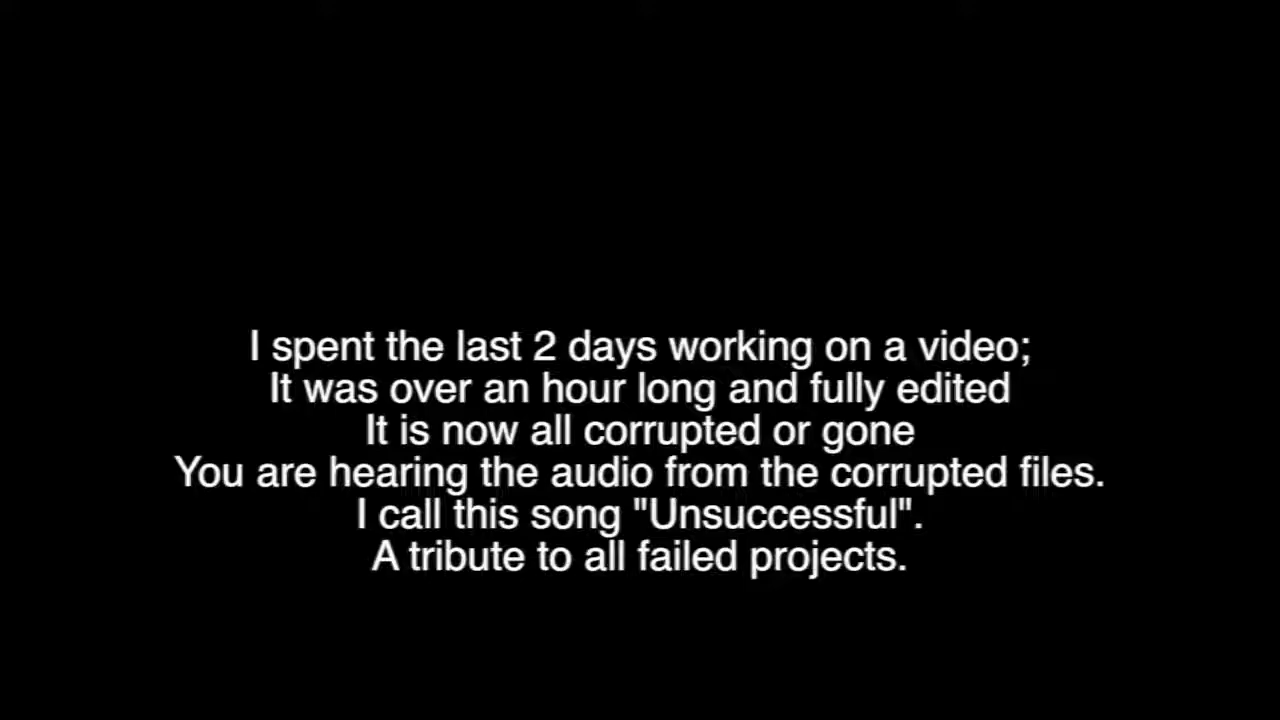 I spent the last 2 days working on a video;
It was over an hour long and fully edited
It is now all corrupted or gone
You are hearing the audio from the corrupted files.
I call this song "Unsuccessful".
A tribute to all failed projects.